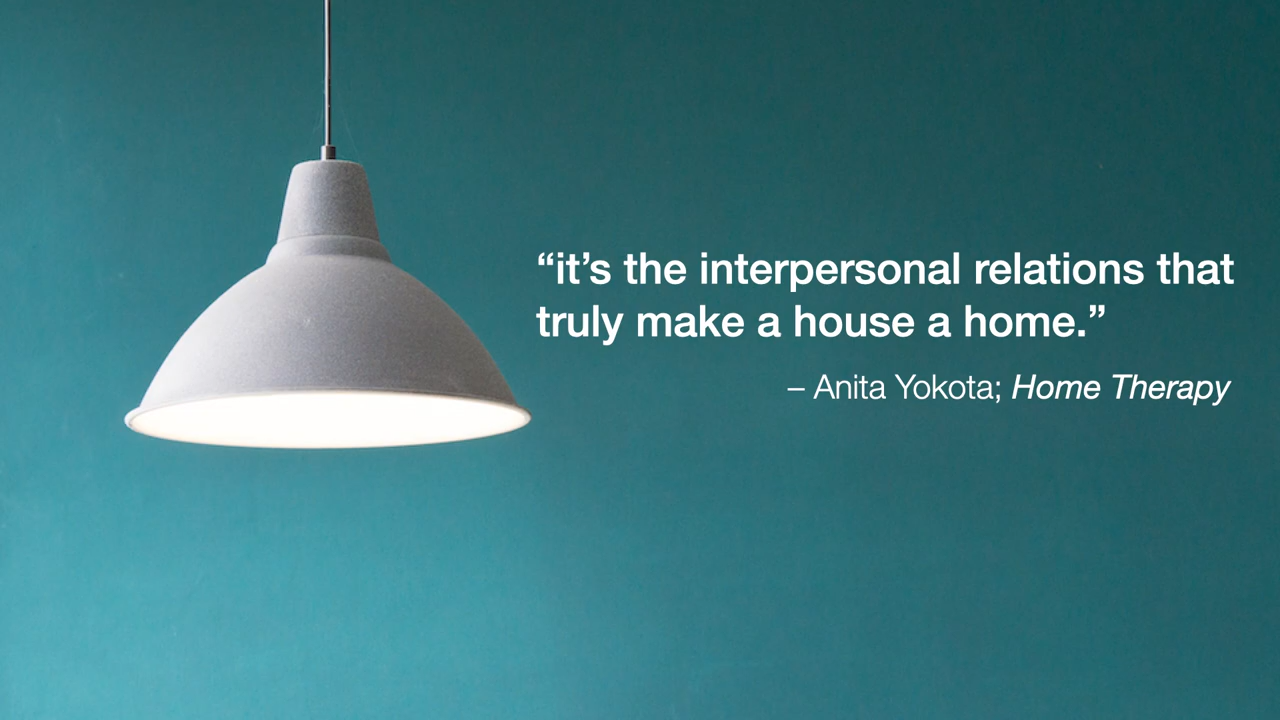 “it’s the interpersonal relations that
truly make a house a home.”
– Anita Yokota; Home Therapy